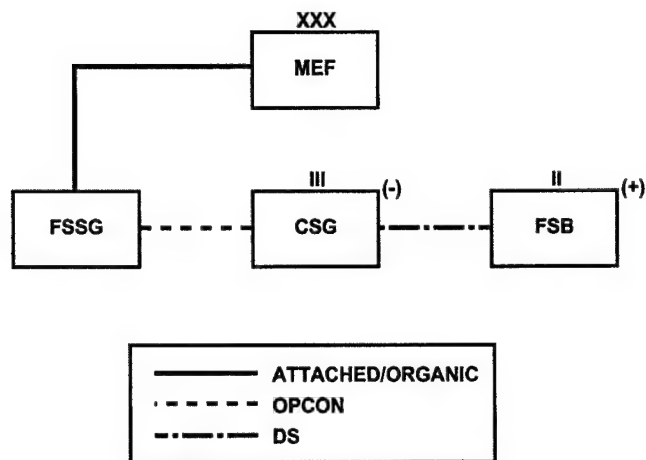 XXX
MEF
FSSG
III
(-)
CSG
II
(+)
FSB
ATTACHED/ORGANIC
OPCON
DS